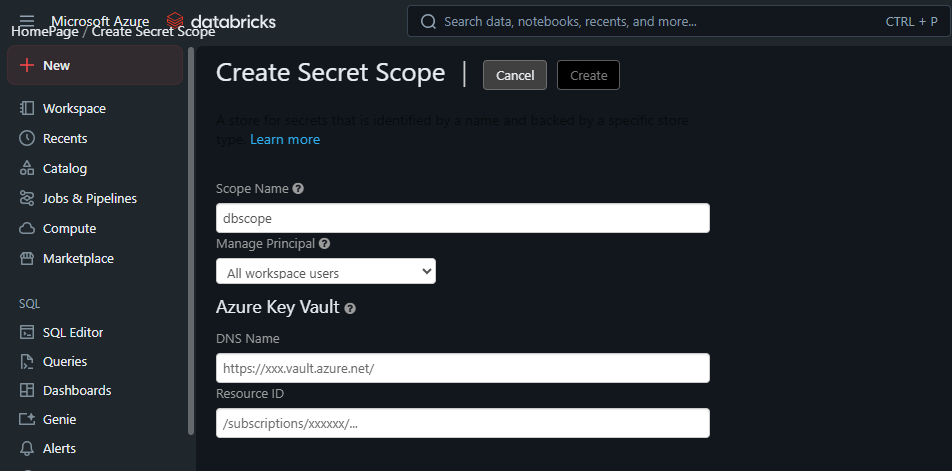 Microsoft Azure databricks
Search data, notebooks, recents, and more...
CTRL + P
HomePage / Create Secret Scope
New
Workspace
Recents
Catalog
Jobs & Pipelines
Compute
Marketplace
SQL
SQL Editor
Queries
Dashboards
Genie
Alerts
Create Secret Scope | Cancel Create
A store for secrets that is identified by a name and backed by a specific store
type. Learn more
Scope Name ?
dbscope
Manage Principal ?
All workspace users
Azure Key Vault ?
DNS Name
https://xxx.vault.azure.net/
Resource ID
/subscriptions/xxxxxx/...